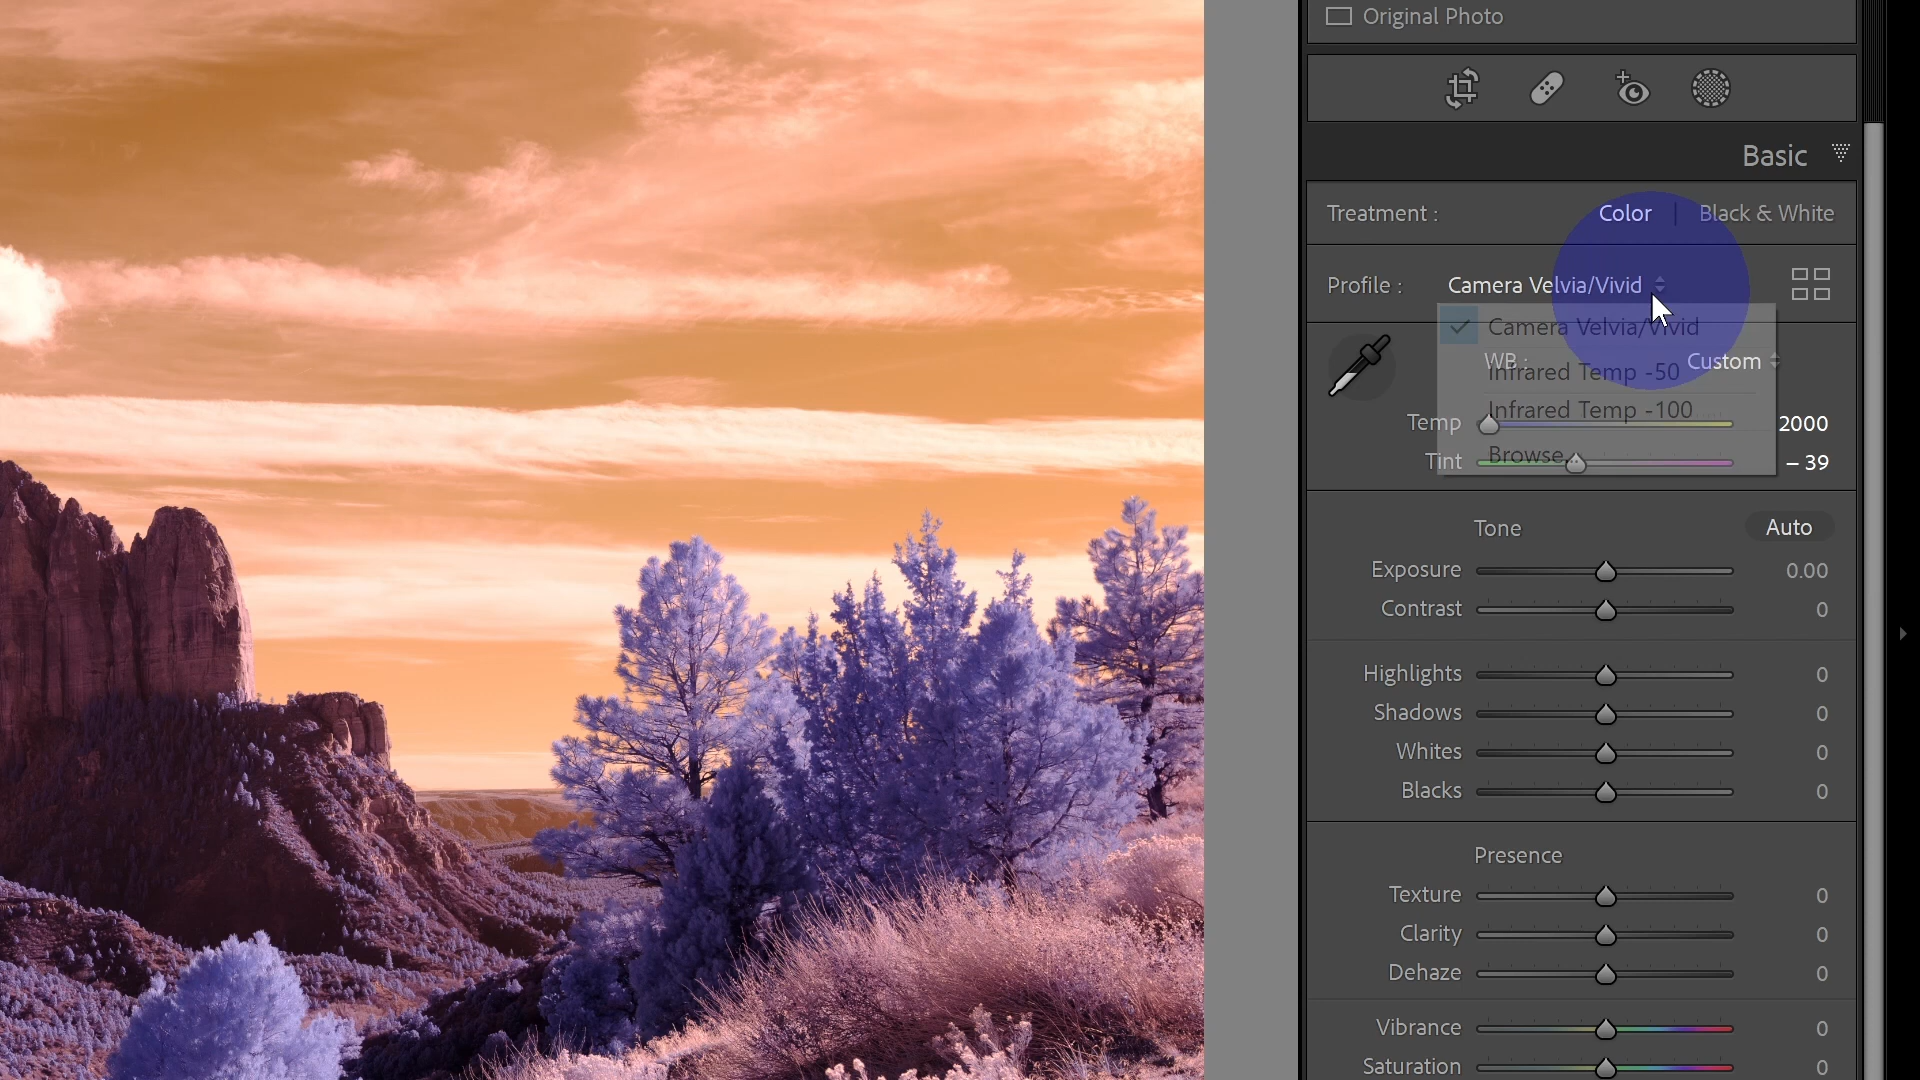 Original Photo
Basic
Treatment : Color | Black & White
Profile : Camera Velvia/Vivid
Camera Velvia/Vivid
WB : Custom
Infrared Temp -50
Infrared Temp -100
Temp 2000
Browse...
Tint – 39
Tone Auto
Exposure 0.00
Contrast 0
Highlights 0
Shadows 0
Whites 0
Blacks 0
Presence
Texture 0
Clarity 0
Dehaze 0
Vibrance 0
Saturation 0